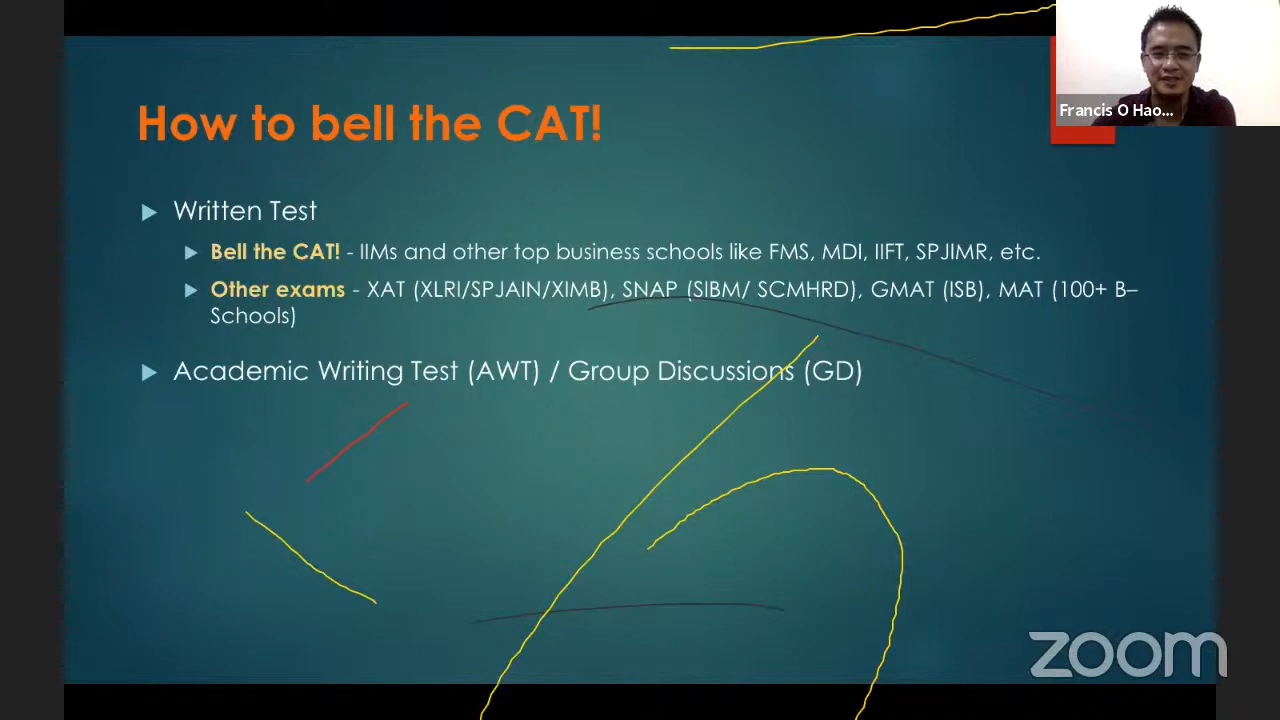 Francis O Hao...
How to bell the CAT!
Written Test
Bell the CAT! - IIMs and other top business schools like FMS, MDI, IIFT, SPJIMR, etc.
Other exams - XAT (XLRI/SPJAIN/XIMB), SNAP (SIBM/ SCMHRD), GMAT (ISB), MAT (100+ B–
Schools)
Academic Writing Test (AWT) / Group Discussions (GD)
zoom